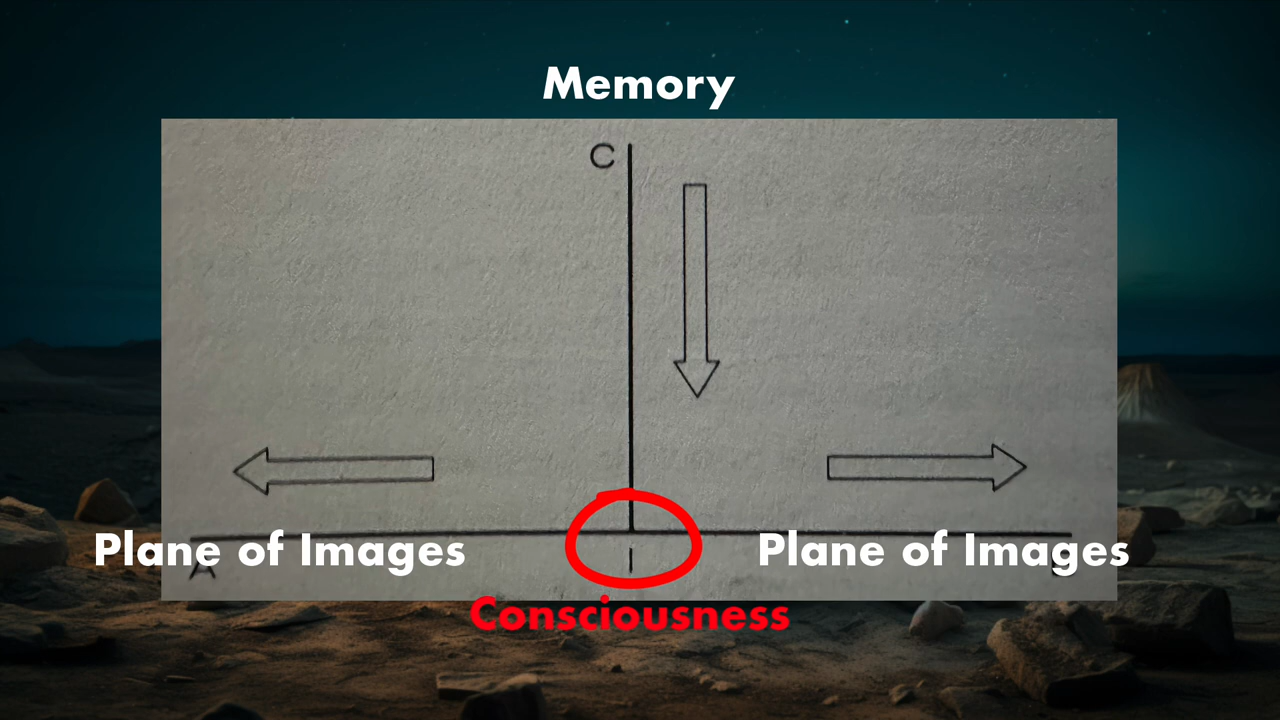 Memory
C
Plane of Images
Plane of Images
A
I
Consciousness